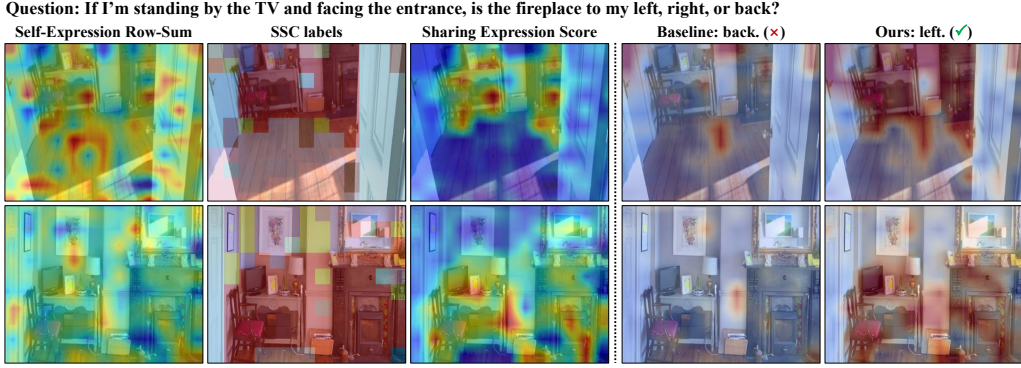 Question: If I'm standing by the TV and facing the entrance, is the fireplace to my left, right, or back?
Self-Expression Row-Sum SSC labels Sharing Expression Score Baseline: back. (×) Ours: left. (✓)